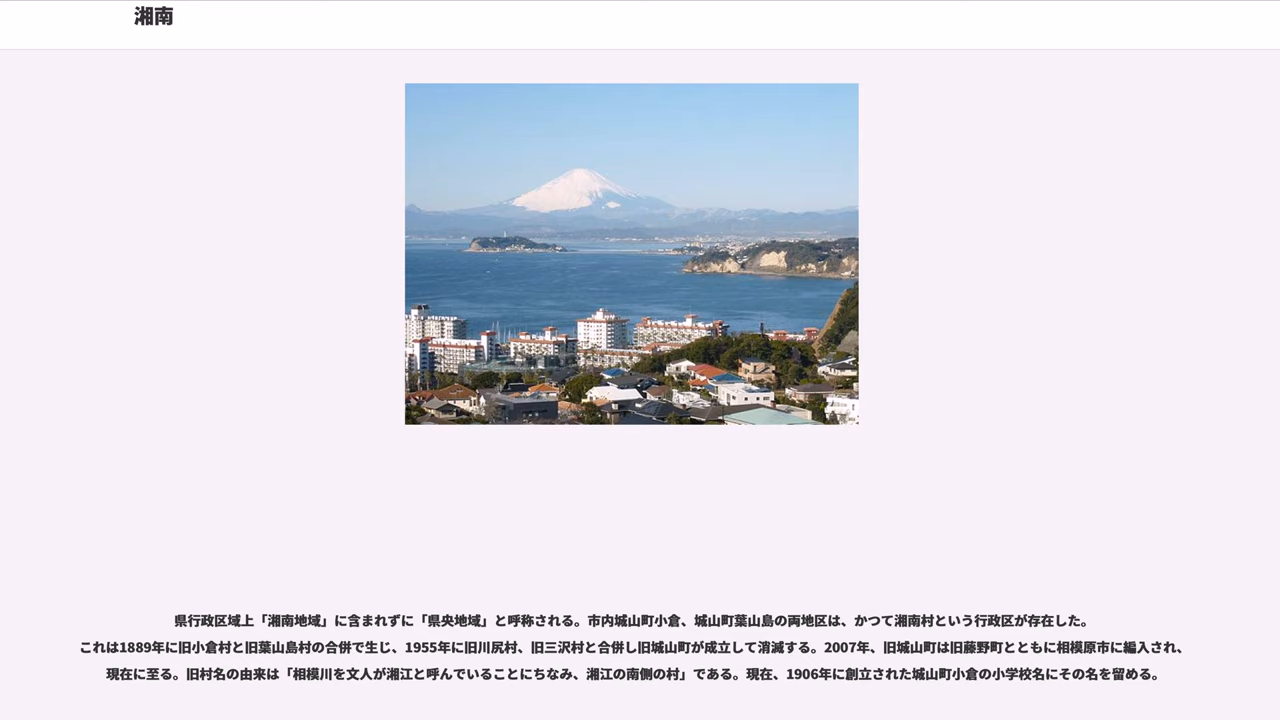 湘南
県行政区域上「湘南地域」に含まれずに「県央地域」と呼称される。市内城山町小倉、城山町葉山島の両地区は、かつて湘南村という行政区が存在した。
これは1889年に旧小倉村と旧葉山島村の合併で生じ、1955年に旧川尻村、旧三沢村と合併し旧城山町が成立して消滅する。2007年、旧城山町は旧藤野町とともに相模原市に編入され、
現在に至る。旧村名の由来は「相模川を文人が湘江と呼んでいることにちなみ、湘江の南側の村」である。現在、1906年に創立された城山町小倉の小学校名にその名を留める。